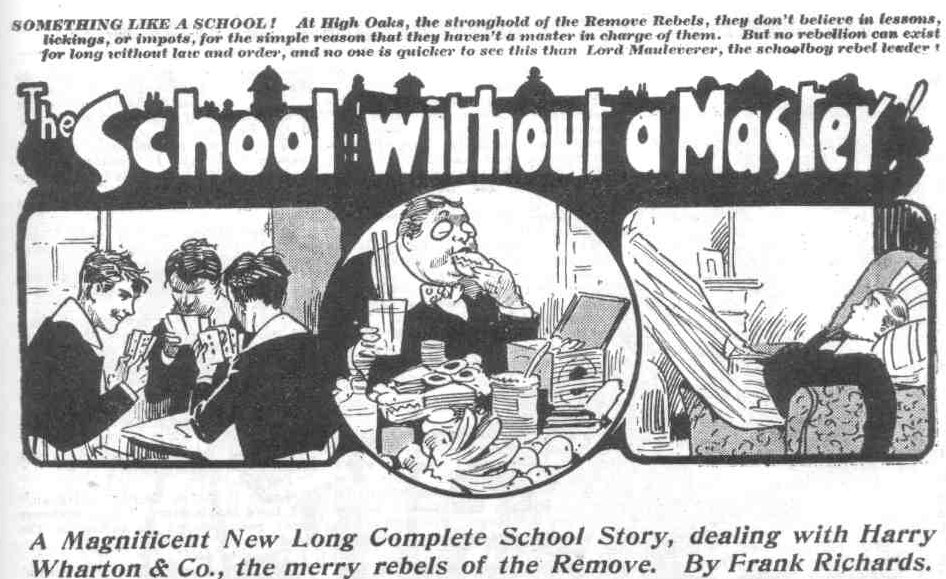 SOMETHING LIKE A SCHOOL! At High Oaks, the stronghold of the Remove Rebels, they don't believe in lessons,
lickings, or impots, for the simple reason that they haven't a master in charge of them. But no rebellion can exist
for long without law and order, and no one is quicker to see this than Lord Mauleverer, the schoolboy rebel leader!
The School without a Master!
A Magnificent New Long Complete School Story, dealing with Harry
Wharton & Co., the merry rebels of the Remove. By Frank Richards.